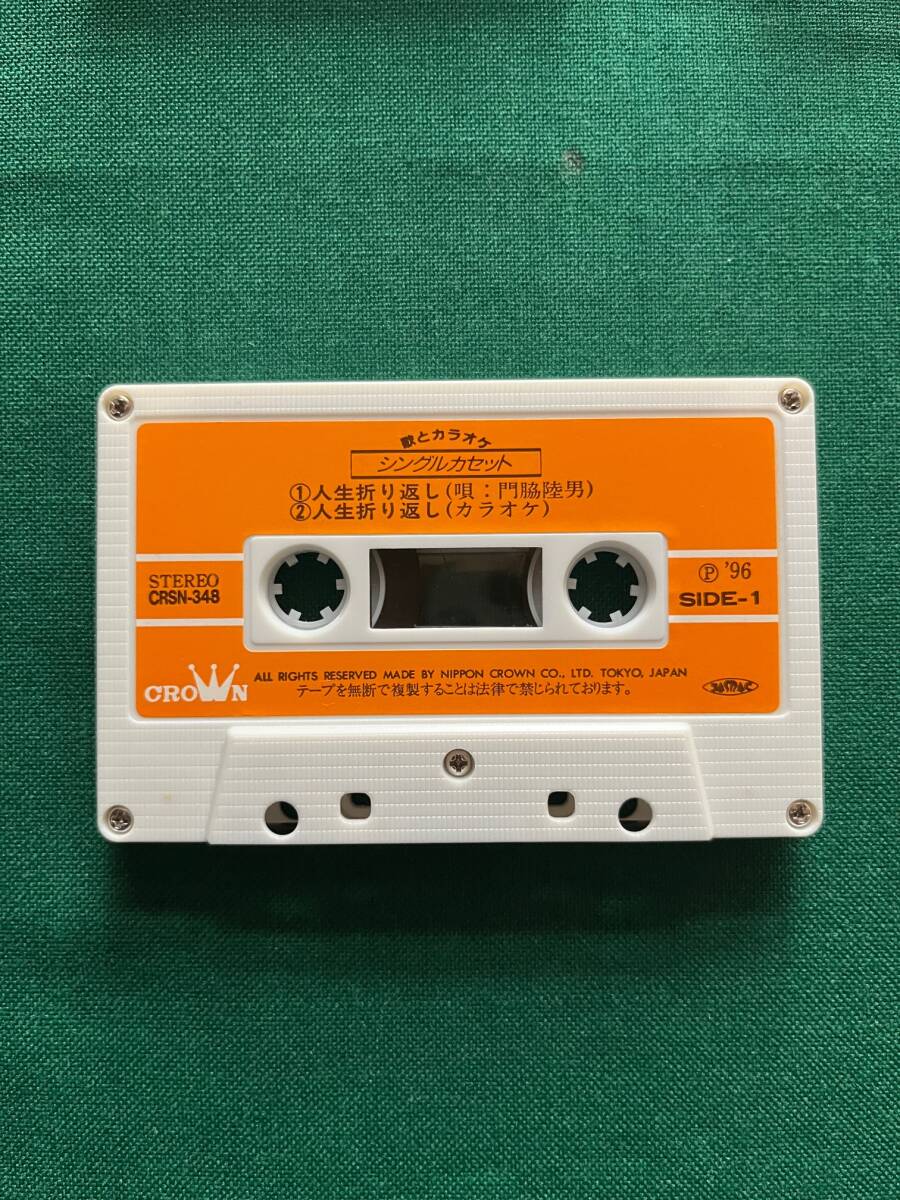 歌とカラオケ
シングルカセット
①人生折り返し(唄:門脇陸男)
②人生折り返し(カラオケ)
STEREO
CRSN-348
Ⓟ '96
SIDE-1
CROWN
ALL RIGHTS RESERVED MADE BY NIPPON CROWN CO., LTD. TOKYO, JAPAN
テープを無断で複製することは法律で禁じられております。
JASRAC